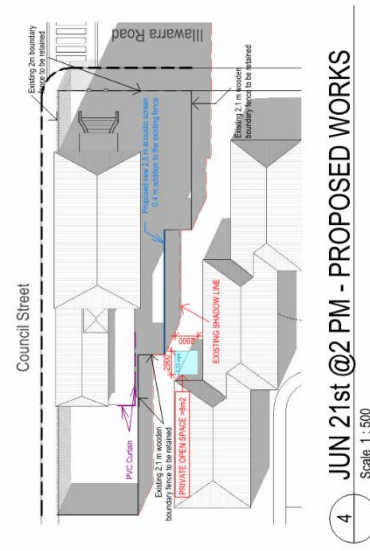 Council Street
Illawarra Road
Existing 2m boundary
fence to be retained
Proposed new 2.5 m acoustic screen
0.4 m addition to the existing fence
Existing 2.1 m wooden
boundary fence to be retained
PVC Curtain
Existing 2.1 m wooden
boundary fence to be retained
PRIVATE OPEN SPACE >8m2
2900
EXISTING SHADOW LINE
4
JUN 21st @2 PM - PROPOSED WORKS
Scale 1 : 500